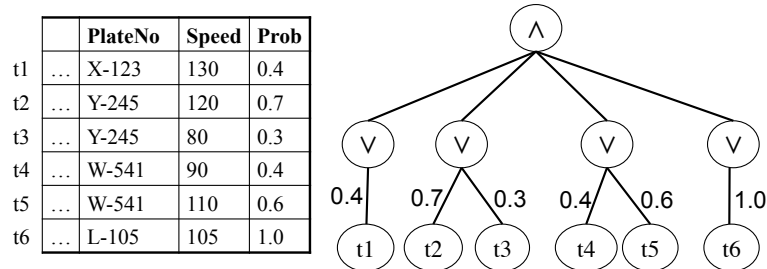 PlateNo Speed Prob
t1 … X-123 130 0.4
t2 … Y-245 120 0.7
t3 … Y-245 80 0.3
t4 … W-541 90 0.4
t5 … W-541 110 0.6
t6 … L-105 105 1.0
∧
∨ ∨ ∨ ∨
0.4 0.7 0.3 0.4 0.6 1.0
t1 t2 t3 t4 t5 t6